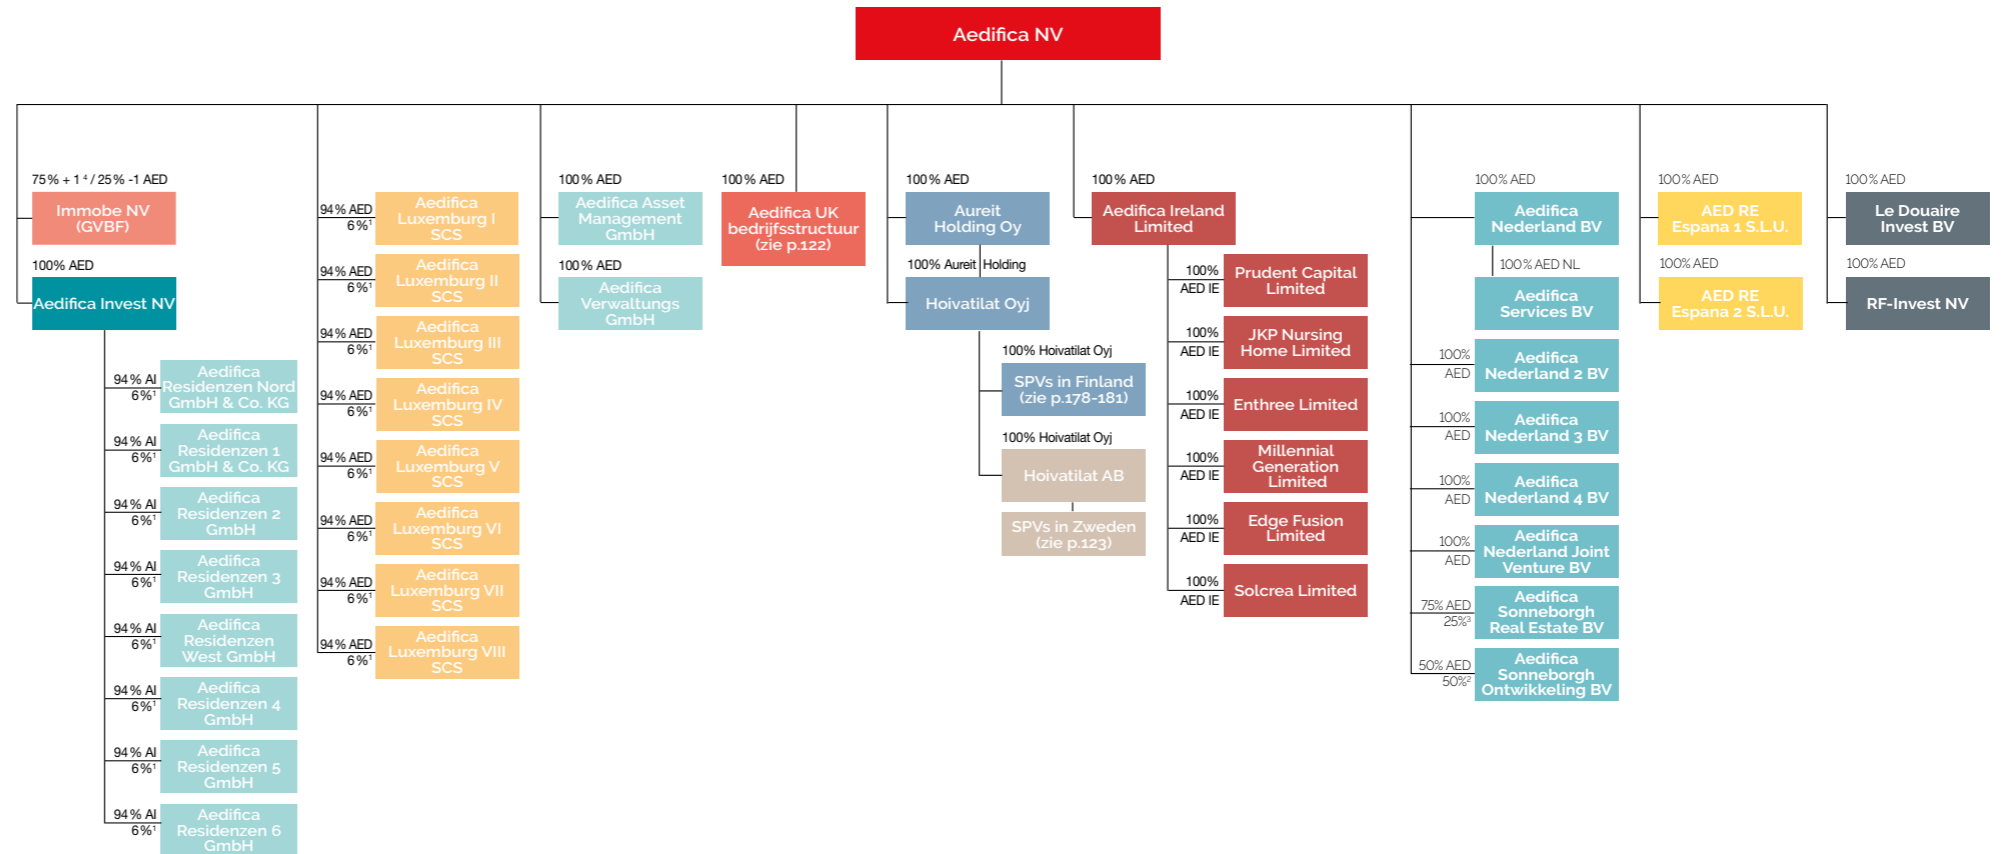 Aedifica NV
75% + 1 ⁴ / 25% -1 AED
Immobe NV
(GVBF)
100% AED
Aedifica Invest NV
94% AI
6%¹
Aedifica
Residenzen Nord
GmbH & Co. KG
94% AI
6%¹
Aedifica
Residenzen 1
GmbH & Co. KG
94% AI
6%¹
Aedifica
Residenzen 2
GmbH
94% AI
6%¹
Aedifica
Residenzen 3
GmbH
94% AI
6%¹
Aedifica
Residenzen
West GmbH
94% AI
6%¹
Aedifica
Residenzen 4
GmbH
94% AI
6%¹
Aedifica
Residenzen 5
GmbH
94% AI
6%¹
Aedifica
Residenzen 6
GmbH
94% AED
6%¹
Aedifica
Luxemburg I
SCS
94% AED
6%¹
Aedifica
Luxemburg II
SCS
94% AED
6%¹
Aedifica
Luxemburg III
SCS
94% AED
6%¹
Aedifica
Luxemburg IV
SCS
94% AED
6%¹
Aedifica
Luxemburg V
SCS
94% AED
6%¹
Aedifica
Luxemburg VI
SCS
94% AED
6%¹
Aedifica
Luxemburg VII
SCS
94% AED
6%¹
Aedifica
Luxemburg VIII
SCS
100% AED
Aedifica Asset
Management
GmbH
100% AED
Aedifica
Verwaltungs
GmbH
100% AED
Aedifica UK
bedrijfsstructuur
(zie p.122)
100% AED
Aureit
Holding Oy
100% Aureit Holding
Hoivatilat Oyj
100% Hoivatilat Oyj
SPVs in Finland
(zie p.178-181)
100% Hoivatilat Oyj
Hoivatilat AB
SPVs in Zweden
(zie p.123)
100% AED
Aedifica Ireland
Limited
100%
AED IE
Prudent Capital
Limited
100%
AED IE
JKP Nursing
Home Limited
100%
AED IE
Enthree Limited
100%
AED IE
Millennial
Generation
Limited
100%
AED IE
Edge Fusion
Limited
100%
AED IE
Solcrea Limited
100% AED
Aedifica
Nederland BV
100% AED NL
Aedifica
Services BV
100%
AED
Aedifica
Nederland 2 BV
100%
AED
Aedifica
Nederland 3 BV
100%
AED
Aedifica
Nederland 4 BV
100%
AED
Aedifica
Nederland Joint
Venture BV
75% AED
25%³
Aedifica
Sonneborgh
Real Estate BV
50% AED
50%²
Aedifica
Sonneborgh
Ontwikkeling BV
100% AED
AED RE
Espana 1 S.L.U.
100% AED
AED RE
Espana 2 S.L.U.
100% AED
Le Douaire
Invest BV
100% AED
RF-Invest NV